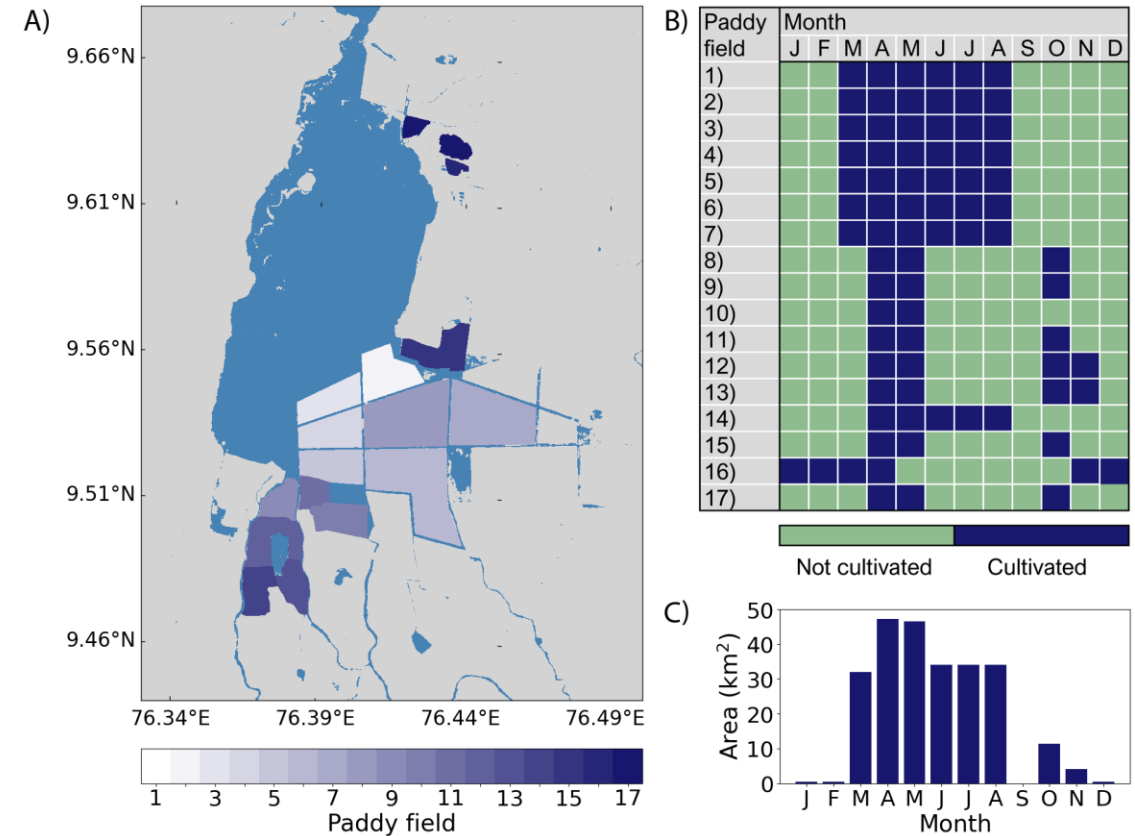 A)
9.66°N
9.61°N
9.56°N
9.51°N
9.46°N
76.34°E 76.39°E 76.44°E 76.49°E
1 3 5 7 9 11 13 15 17
Paddy field
B)
Paddy field Month
J F M A M J J A S O N D
1)
2)
3)
4)
5)
6)
7)
8)
9)
10)
11)
12)
13)
14)
15)
16)
17)
Not cultivated Cultivated
C)
Area (km²)
50
40
30
20
10
0
J F M A M J J A S O N D
Month